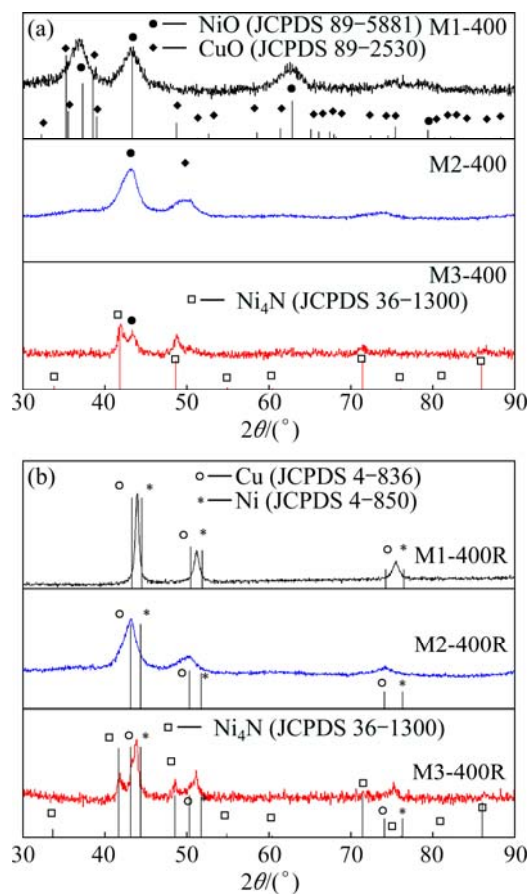 (a)
● — NiO (JCPDS 89−5881)
M1-400
◆ — CuO (JCPDS 89−2530)
M2-400
M3-400
□ — Ni₄N (JCPDS 36−1300)
30 40 50 60 70 80 90
2θ/(°)
(b)
○ — Cu (JCPDS 4−836)
* — Ni (JCPDS 4−850)
M1-400R
M2-400R
□ — Ni₄N (JCPDS 36−1300)
M3-400R
30 40 50 60 70 80 90
2θ/(°)